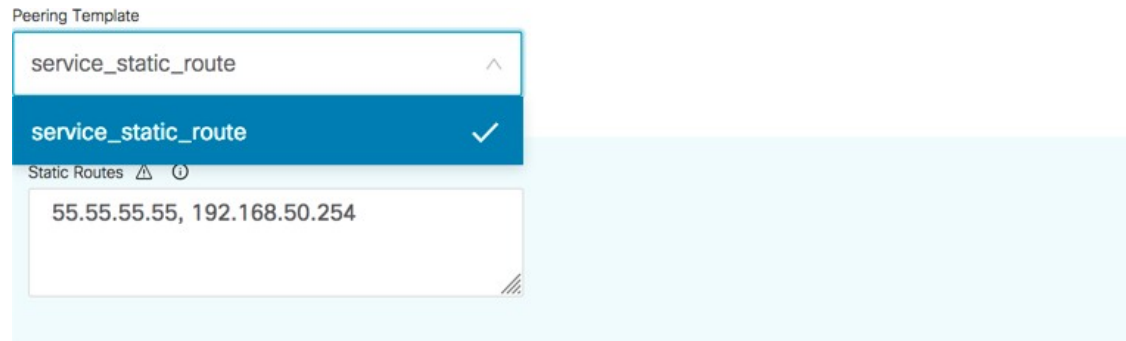 Peering Template
service_static_route
service_static_route
Static Routes
55.55.55.55, 192.168.50.254